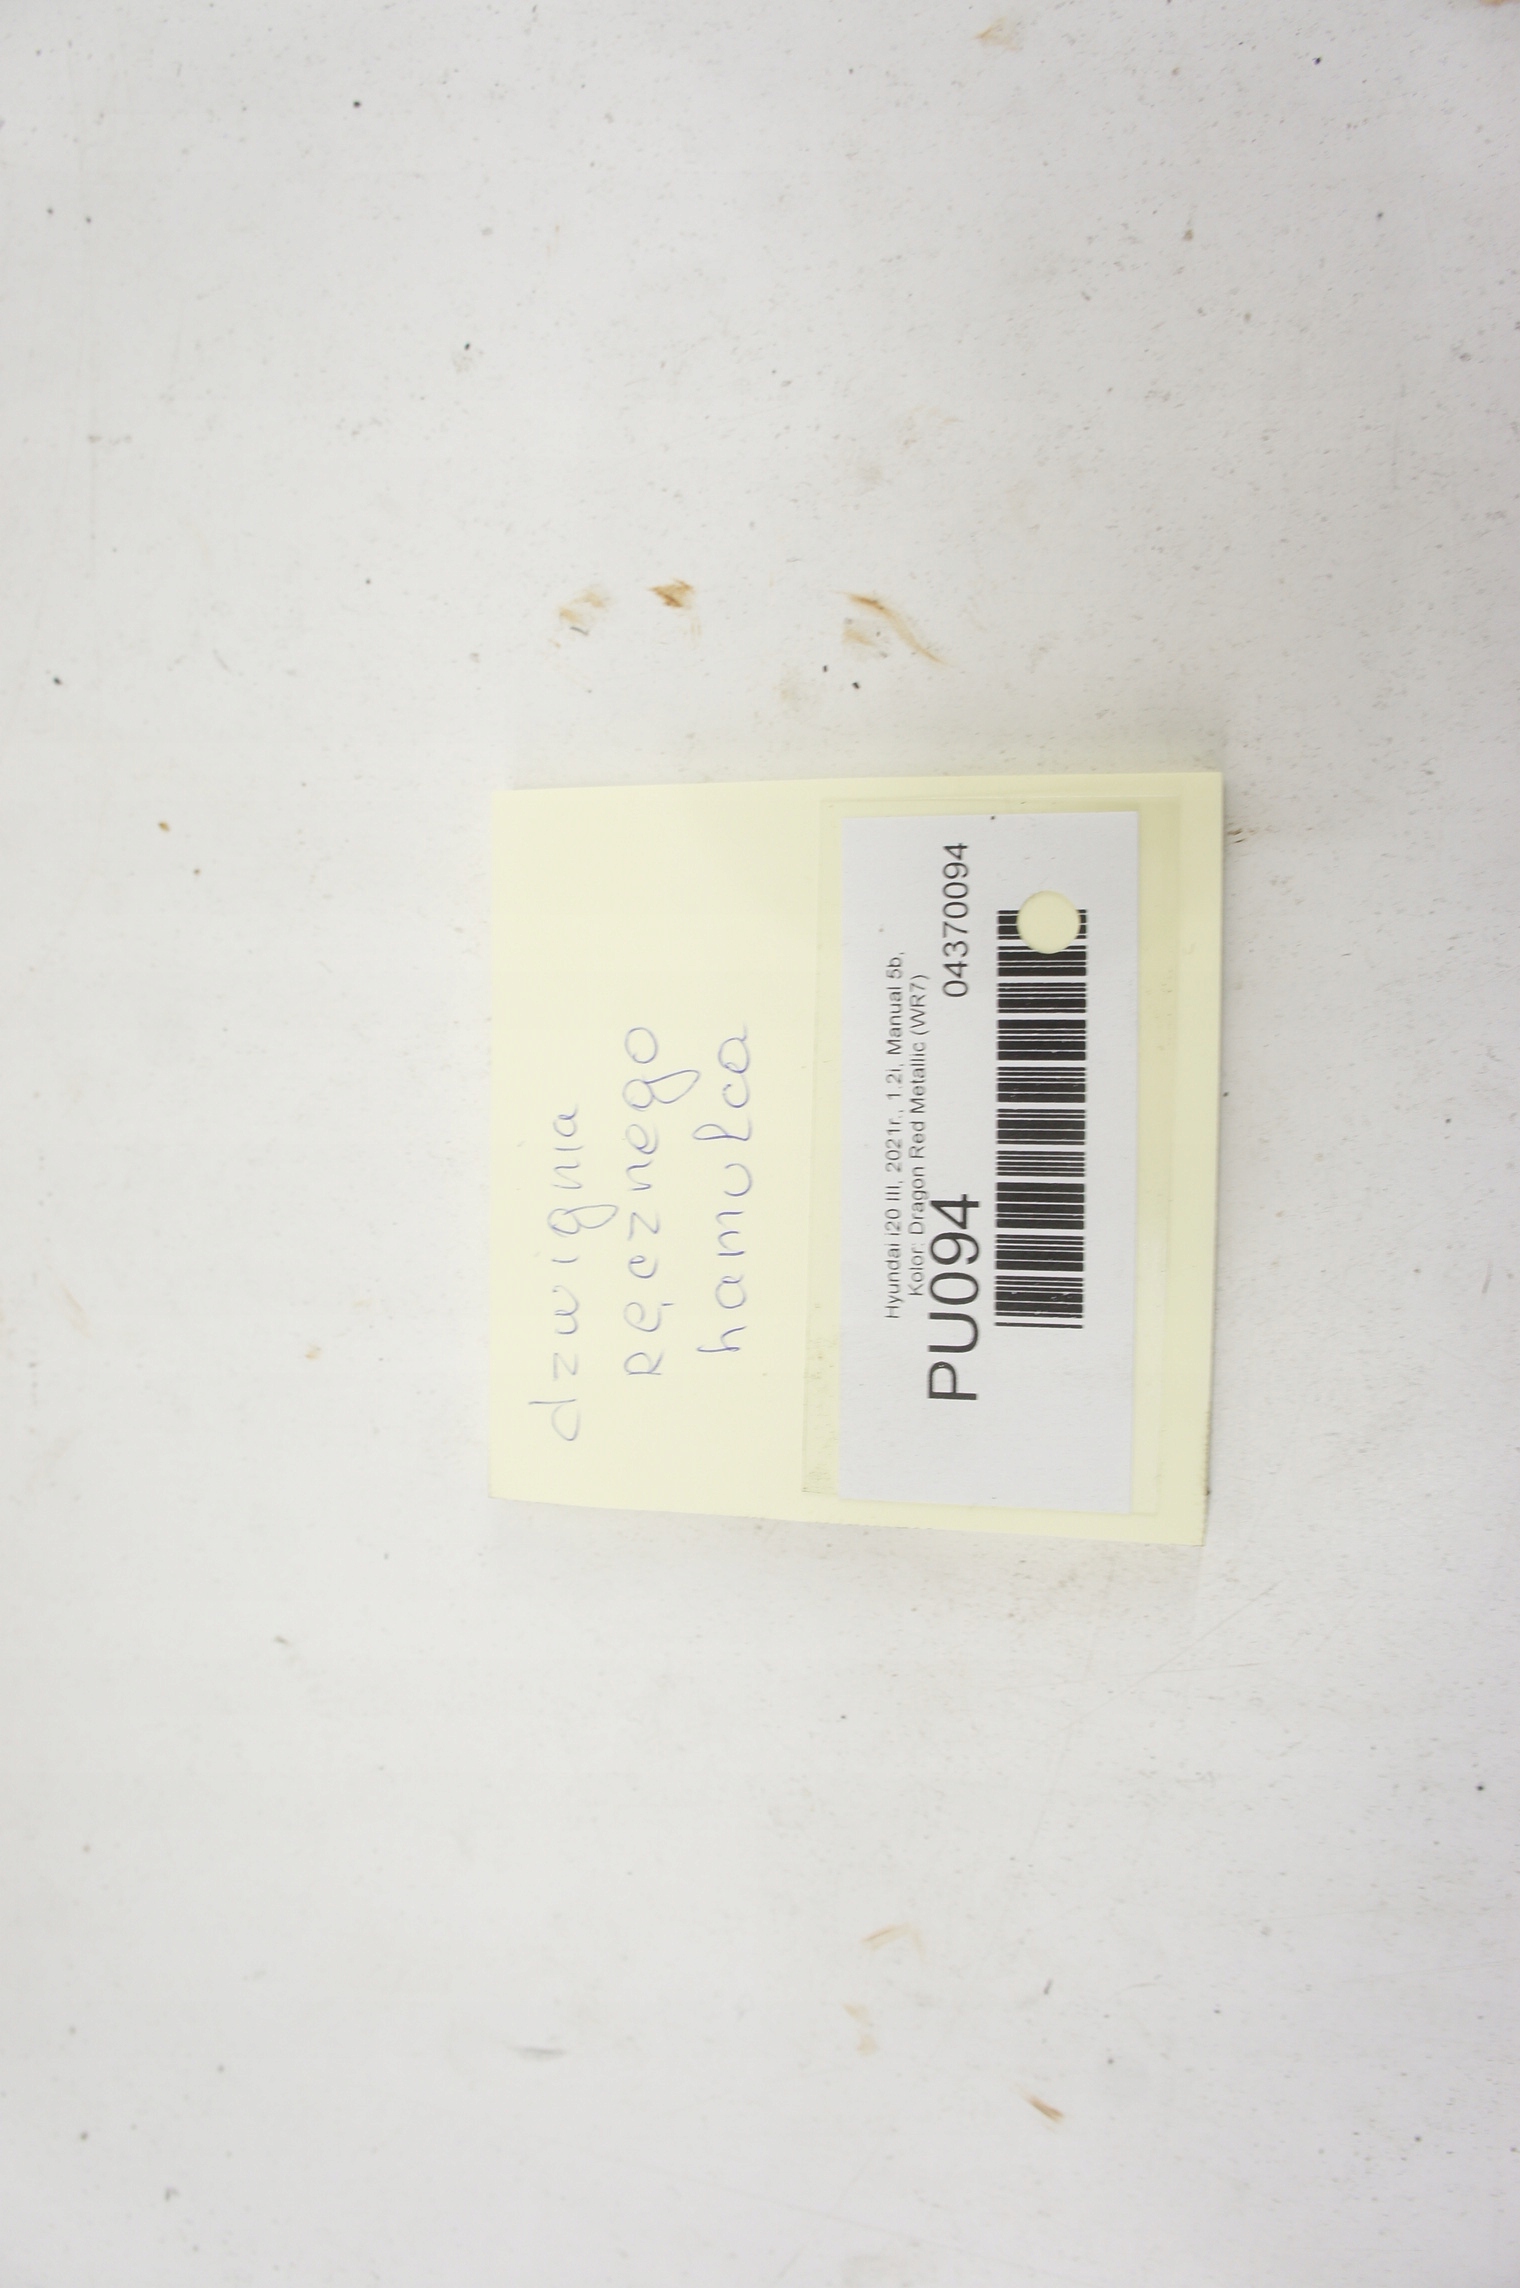 dzwignia
Ręcznego
hamulca
Hyundai i20 III, 2021r., 1.2i, Manual 5b,
Kolor: Dragon Red Metallic (WR7)
PU094 04370094